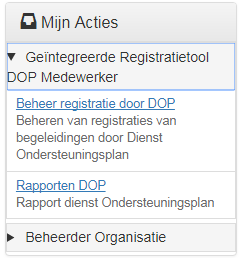 Mijn Acties
Geïntegreerde Registratietool
DOP Medewerker
Beheer registratie door DOP
Beheren van registraties van
begeleidingen door Dienst
Ondersteuningsplan
Rapporten DOP
Rapport dienst Ondersteuningsplan
Beheerder Organisatie